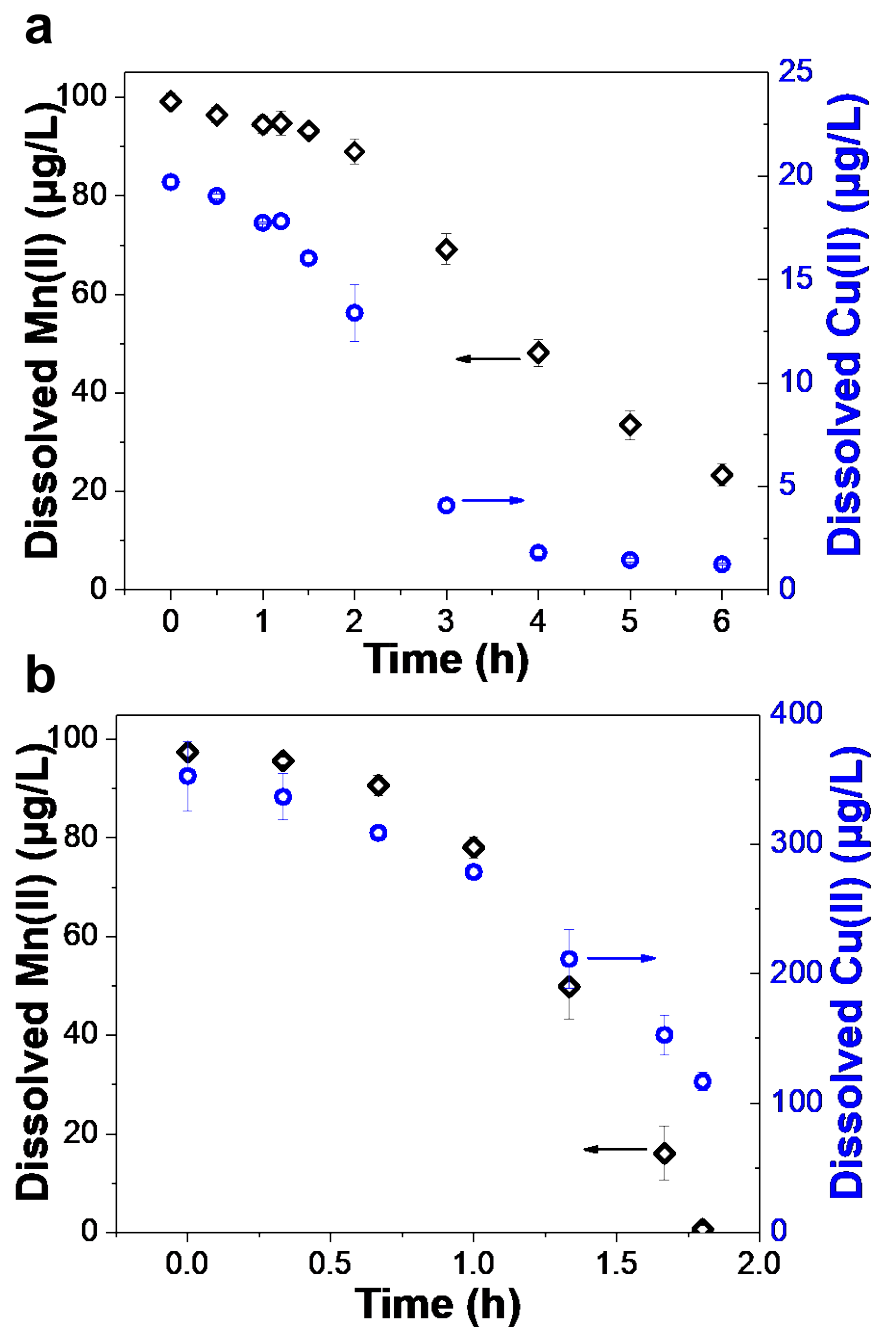 a
Dissolved Mn(II) (µg/L)
100
80
60
40
20
0
25
20
15
10
5
0
Dissolved Cu(II) (µg/L)
0 1 2 3 4 5 6
Time (h)
b
Dissolved Mn(II) (µg/L)
100
80
60
40
20
0
400
300
200
100
0
Dissolved Cu(II) (µg/L)
0.0 0.5 1.0 1.5 2.0
Time (h)